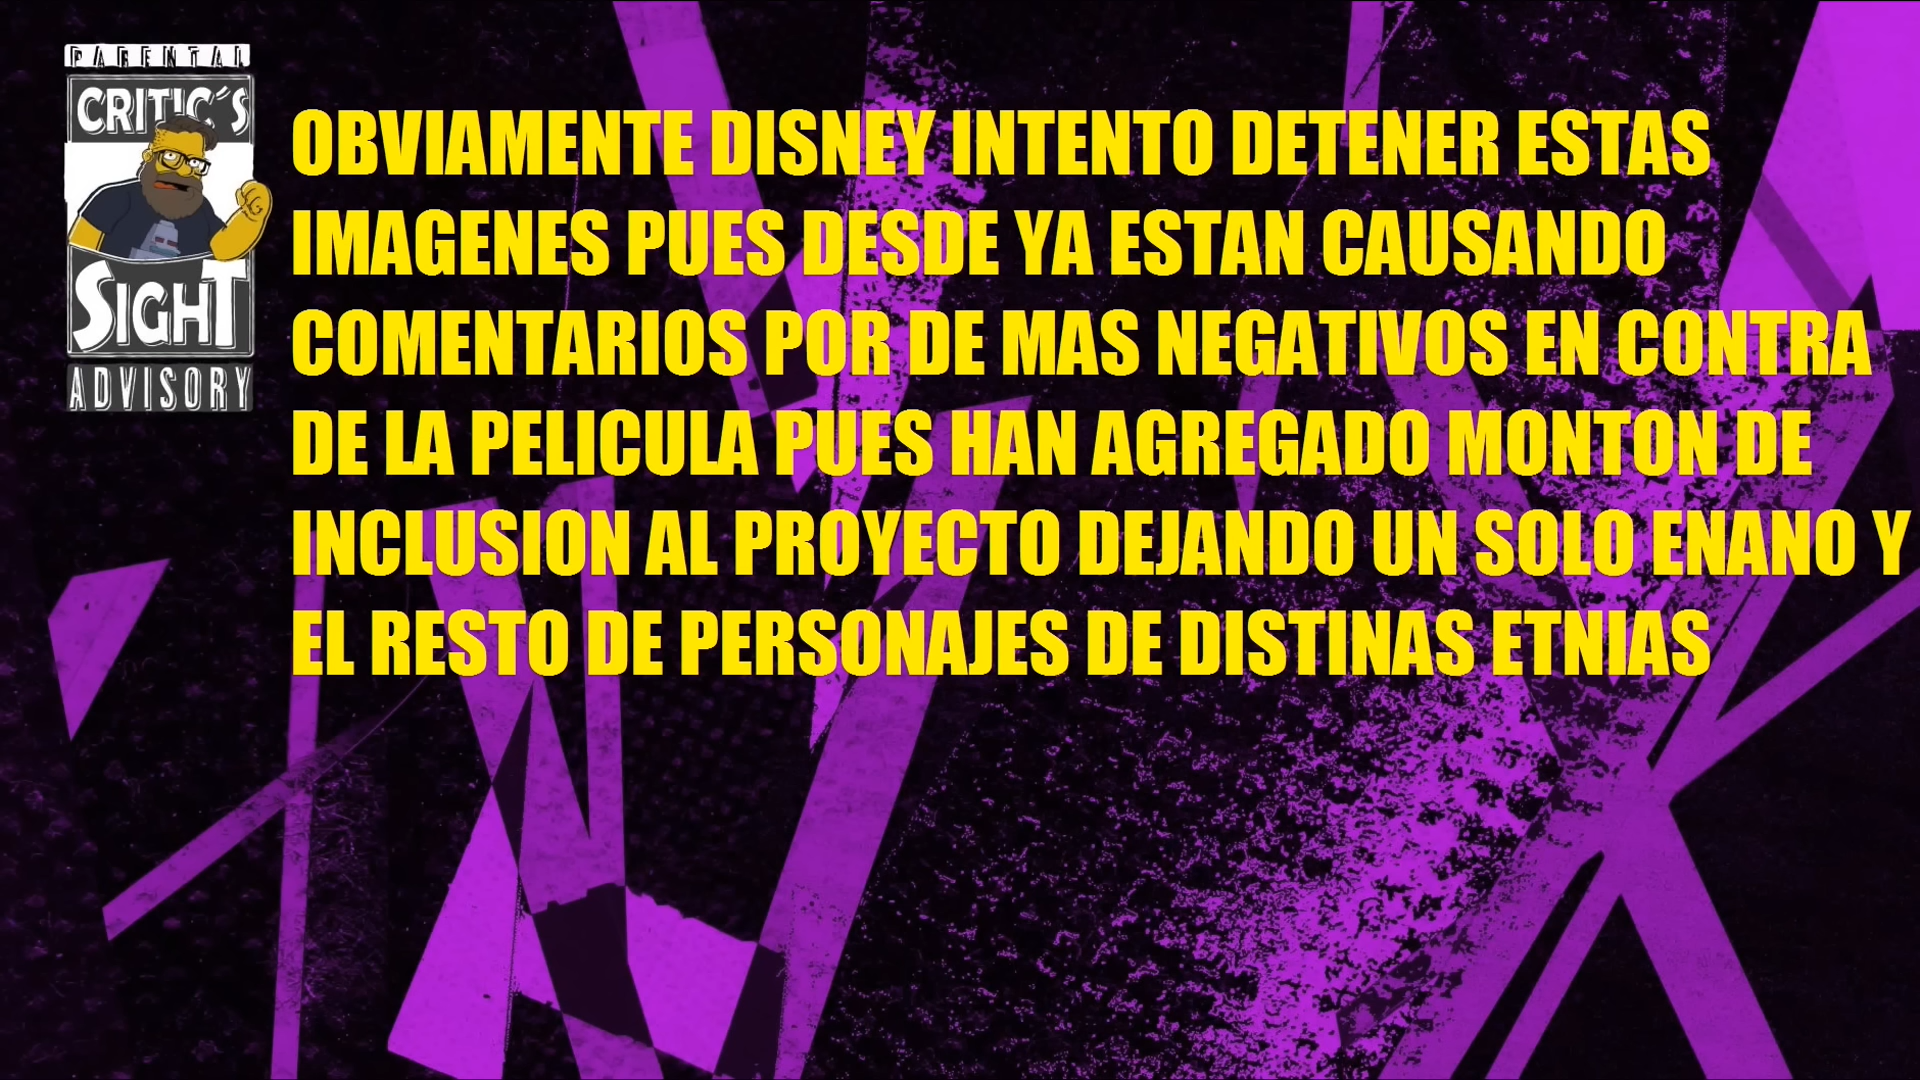 PARENTAL
CRITIC´S
SIGHT
ADVISORY
OBVIAMENTE DISNEY INTENTO DETENER ESTAS
IMAGENES PUES DESDE YA ESTAN CAUSANDO
COMENTARIOS POR DE MAS NEGATIVOS EN CONTRA
DE LA PELICULA PUES HAN AGREGADO MONTON DE
INCLUSION AL PROYECTO DEJANDO UN SOLO ENANO Y
EL RESTO DE PERSONAJES DE DISTINAS ETNIAS